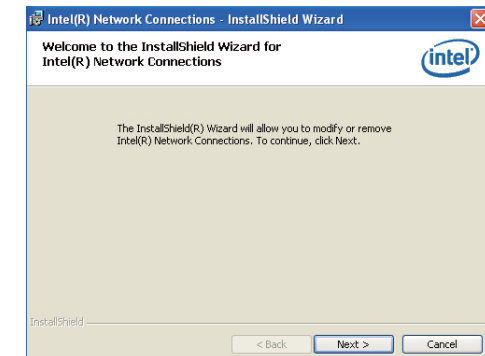 Intel(R) Network Connections - InstallShield Wizard
Welcome to the InstallShield Wizard for
Intel(R) Network Connections
intel
The InstallShield(R) Wizard will allow you to modify or remove
Intel(R) Network Connections. To continue, click Next.
InstallShield
< Back Next > Cancel